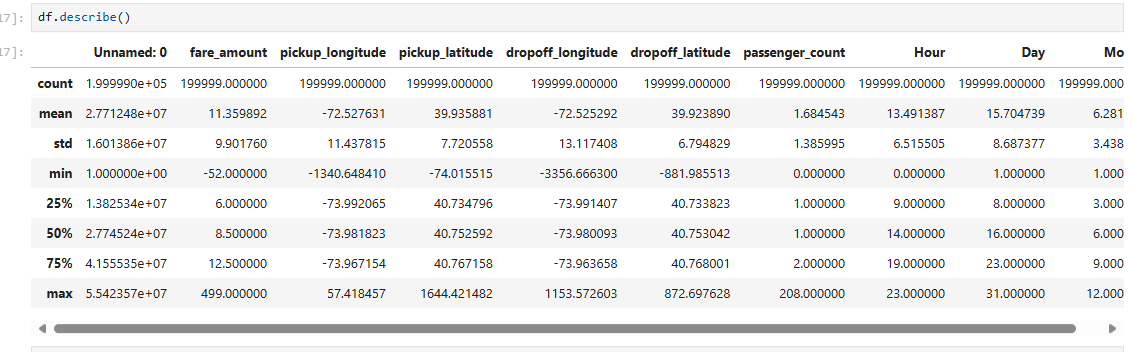 17]: df.describe()
17]: Unnamed: 0 fare_amount pickup_longitude pickup_latitude dropoff_longitude dropoff_latitude passenger_count Hour Day Mo
count 1.999990e+05 199999.000000 199999.000000 199999.000000 199999.000000 199999.000000 199999.000000 199999.000000 199999.000000 199999.000
mean 2.771248e+07 11.359892 -72.527631 39.935881 -72.525292 39.923890 1.684543 13.491387 15.704739 6.281
std 1.601386e+07 9.901760 11.437815 7.720558 13.117408 6.794829 1.385995 6.515505 8.687377 3.438
min 1.000000e+00 -52.000000 -1340.648410 -74.015515 -3356.666300 -881.985513 0.000000 0.000000 1.000000 1.000
25% 1.382534e+07 6.000000 -73.992065 40.734796 -73.991407 40.733823 1.000000 9.000000 8.000000 3.000
50% 2.774524e+07 8.500000 -73.981823 40.752592 -73.980093 40.753042 1.000000 14.000000 16.000000 6.000
75% 4.155535e+07 12.500000 -73.967154 40.767158 -73.963658 40.768001 2.000000 19.000000 23.000000 9.000
max 5.542357e+07 499.000000 57.418457 1644.421482 1153.572603 872.697628 208.000000 23.000000 31.000000 12.000